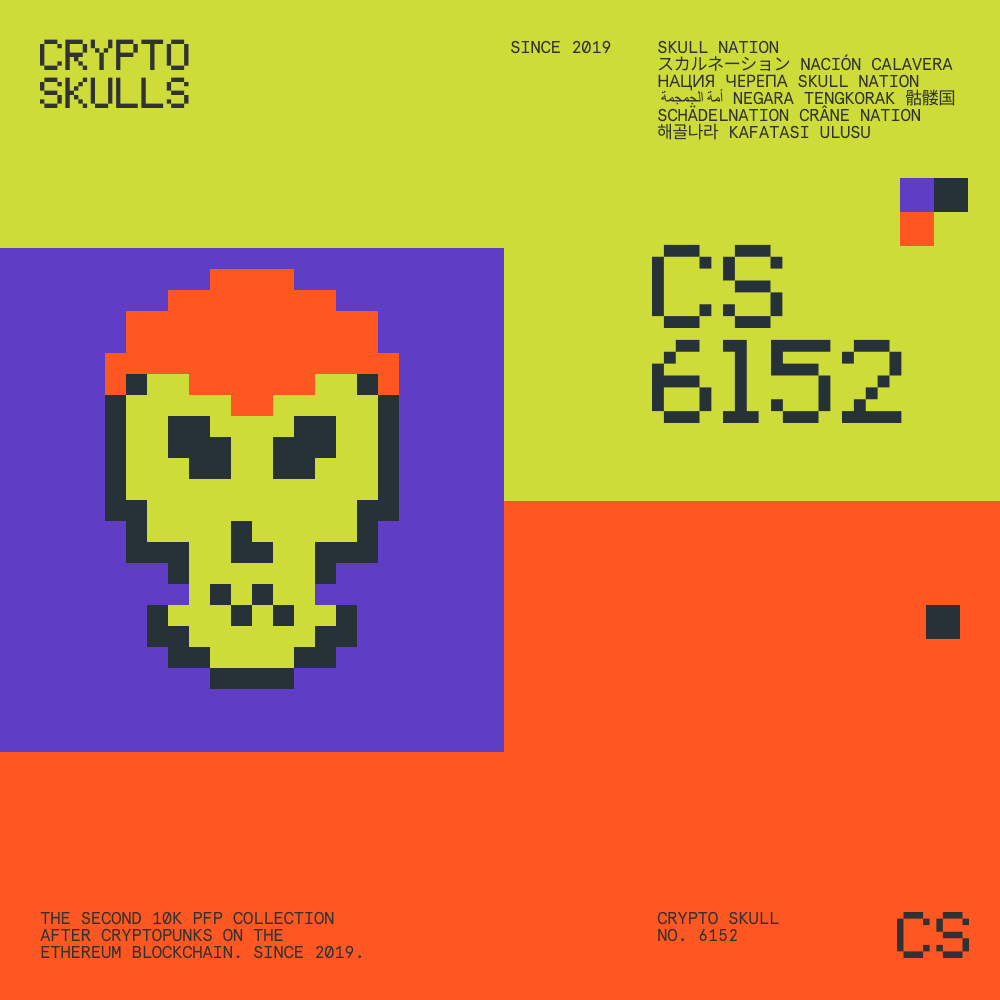 CRYPTO
SKULLS
SINCE 2019
SKULL NATION
スカルネーション NACIÓN CALAVERA
НАЦИЯ ЧЕРЕПА SKULL NATION
أمة الجمجمة NEGARA TENGKORAK 骷髅国
SCHÄDELNATION CRÂNE NATION
해골나라 KAFATASI ULUSU
CS
6152
THE SECOND 10K PFP COLLECTION
AFTER CRYPTOPUNKS ON THE
ETHEREUM BLOCKCHAIN. SINCE 2019.
CRYPTO SKULL
NO. 6152
CS